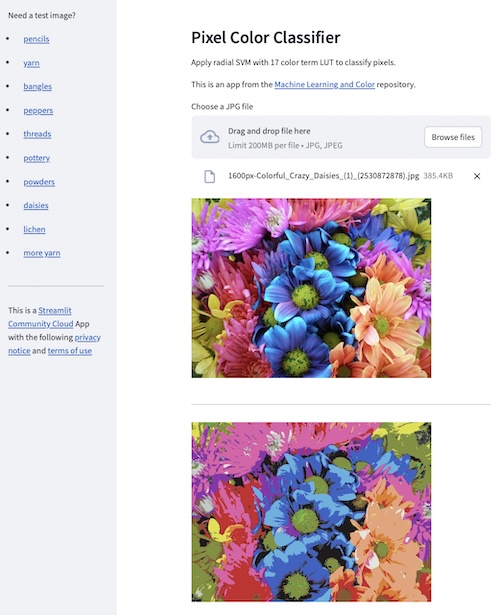 Need a test image?
pencils
yarn
bangles
peppers
threads
pottery
powders
daisies
lichen
more yarn
This is a Streamlit
Community Cloud App
with the following privacy
notice and terms of use
Pixel Color Classifier
Apply radial SVM with 17 color term LUT to classify pixels.
This is an app from the Machine Learning and Color repository.
Choose a JPG file
Drag and drop file here
Limit 200MB per file • JPG, JPEG
Browse files
1600px-Colorful_Crazy_Daisies_(1)_(2530872878).jpg 385.4KB